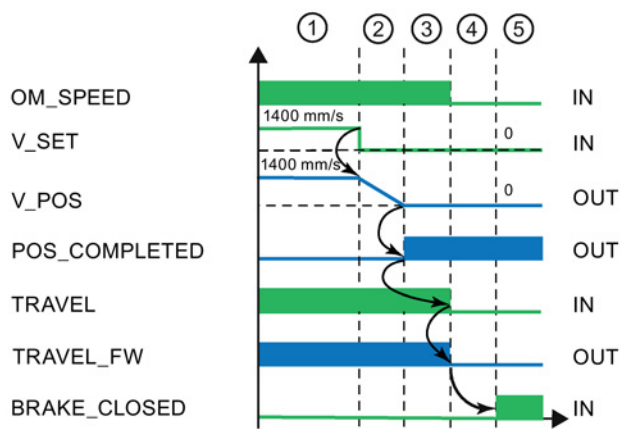 ① ② ③ ④ ⑤
OM_SPEED IN
1400 mm/s
V_SET 0 IN
1400 mm/s
V_POS 0 OUT
POS_COMPLETED OUT
TRAVEL IN
TRAVEL_FW OUT
BRAKE_CLOSED IN